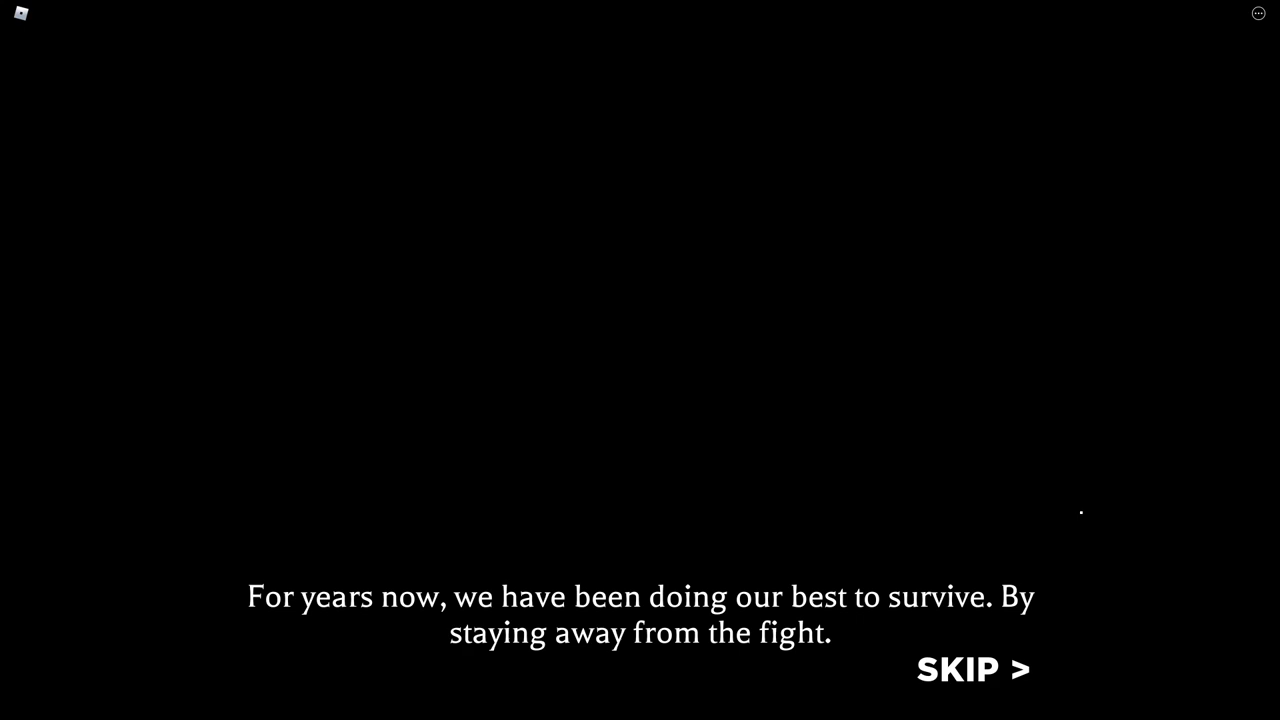 For years now, we have been doing our best to survive. By
staying away from the fight.
SKIP >